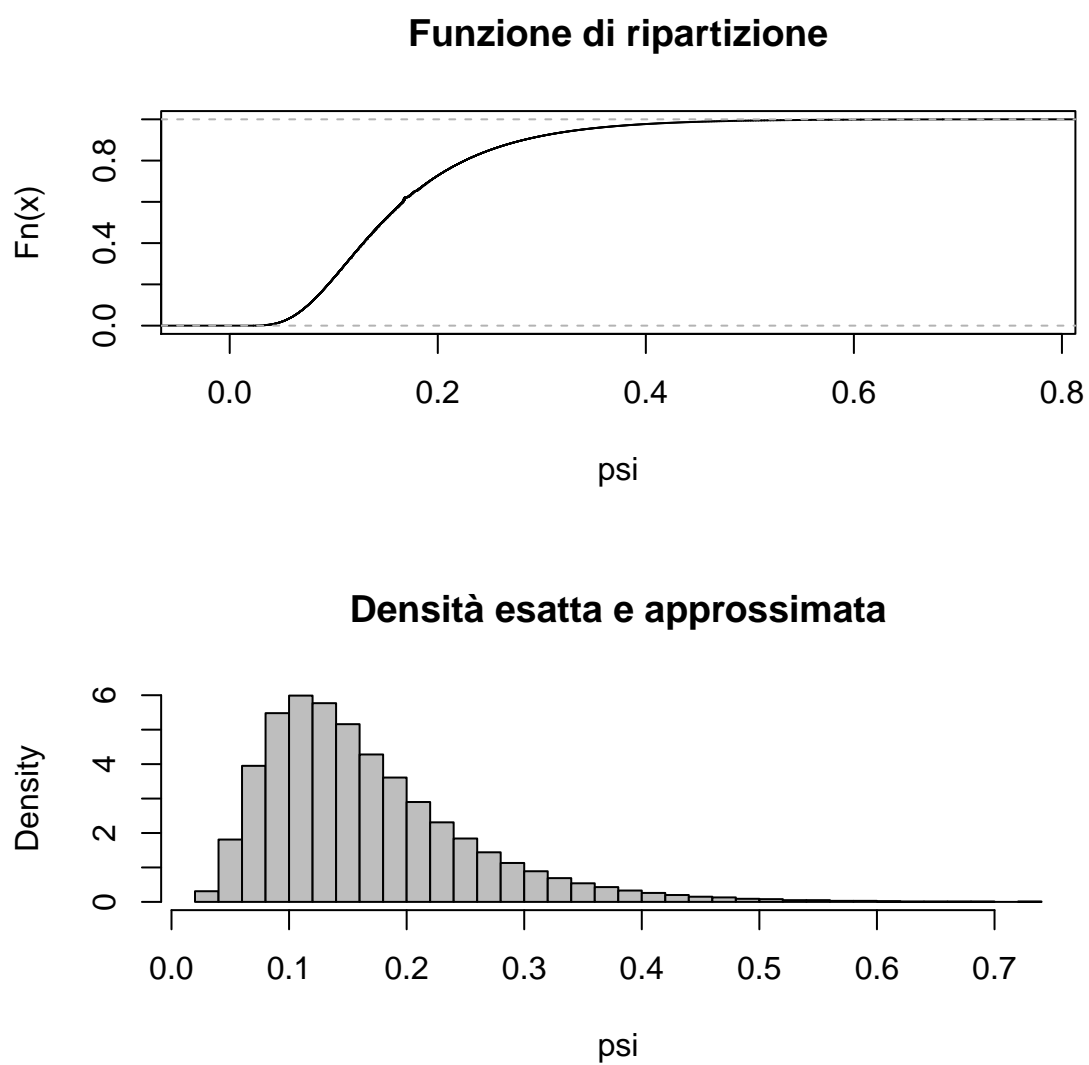 Funzione di ripartizione
Fn(x)
0.0 0.4 0.8
0.0 0.2 0.4 0.6 0.8
psi
Densità esatta e approssimata
Density
0 2 4 6
0.0 0.1 0.2 0.3 0.4 0.5 0.6 0.7
psi